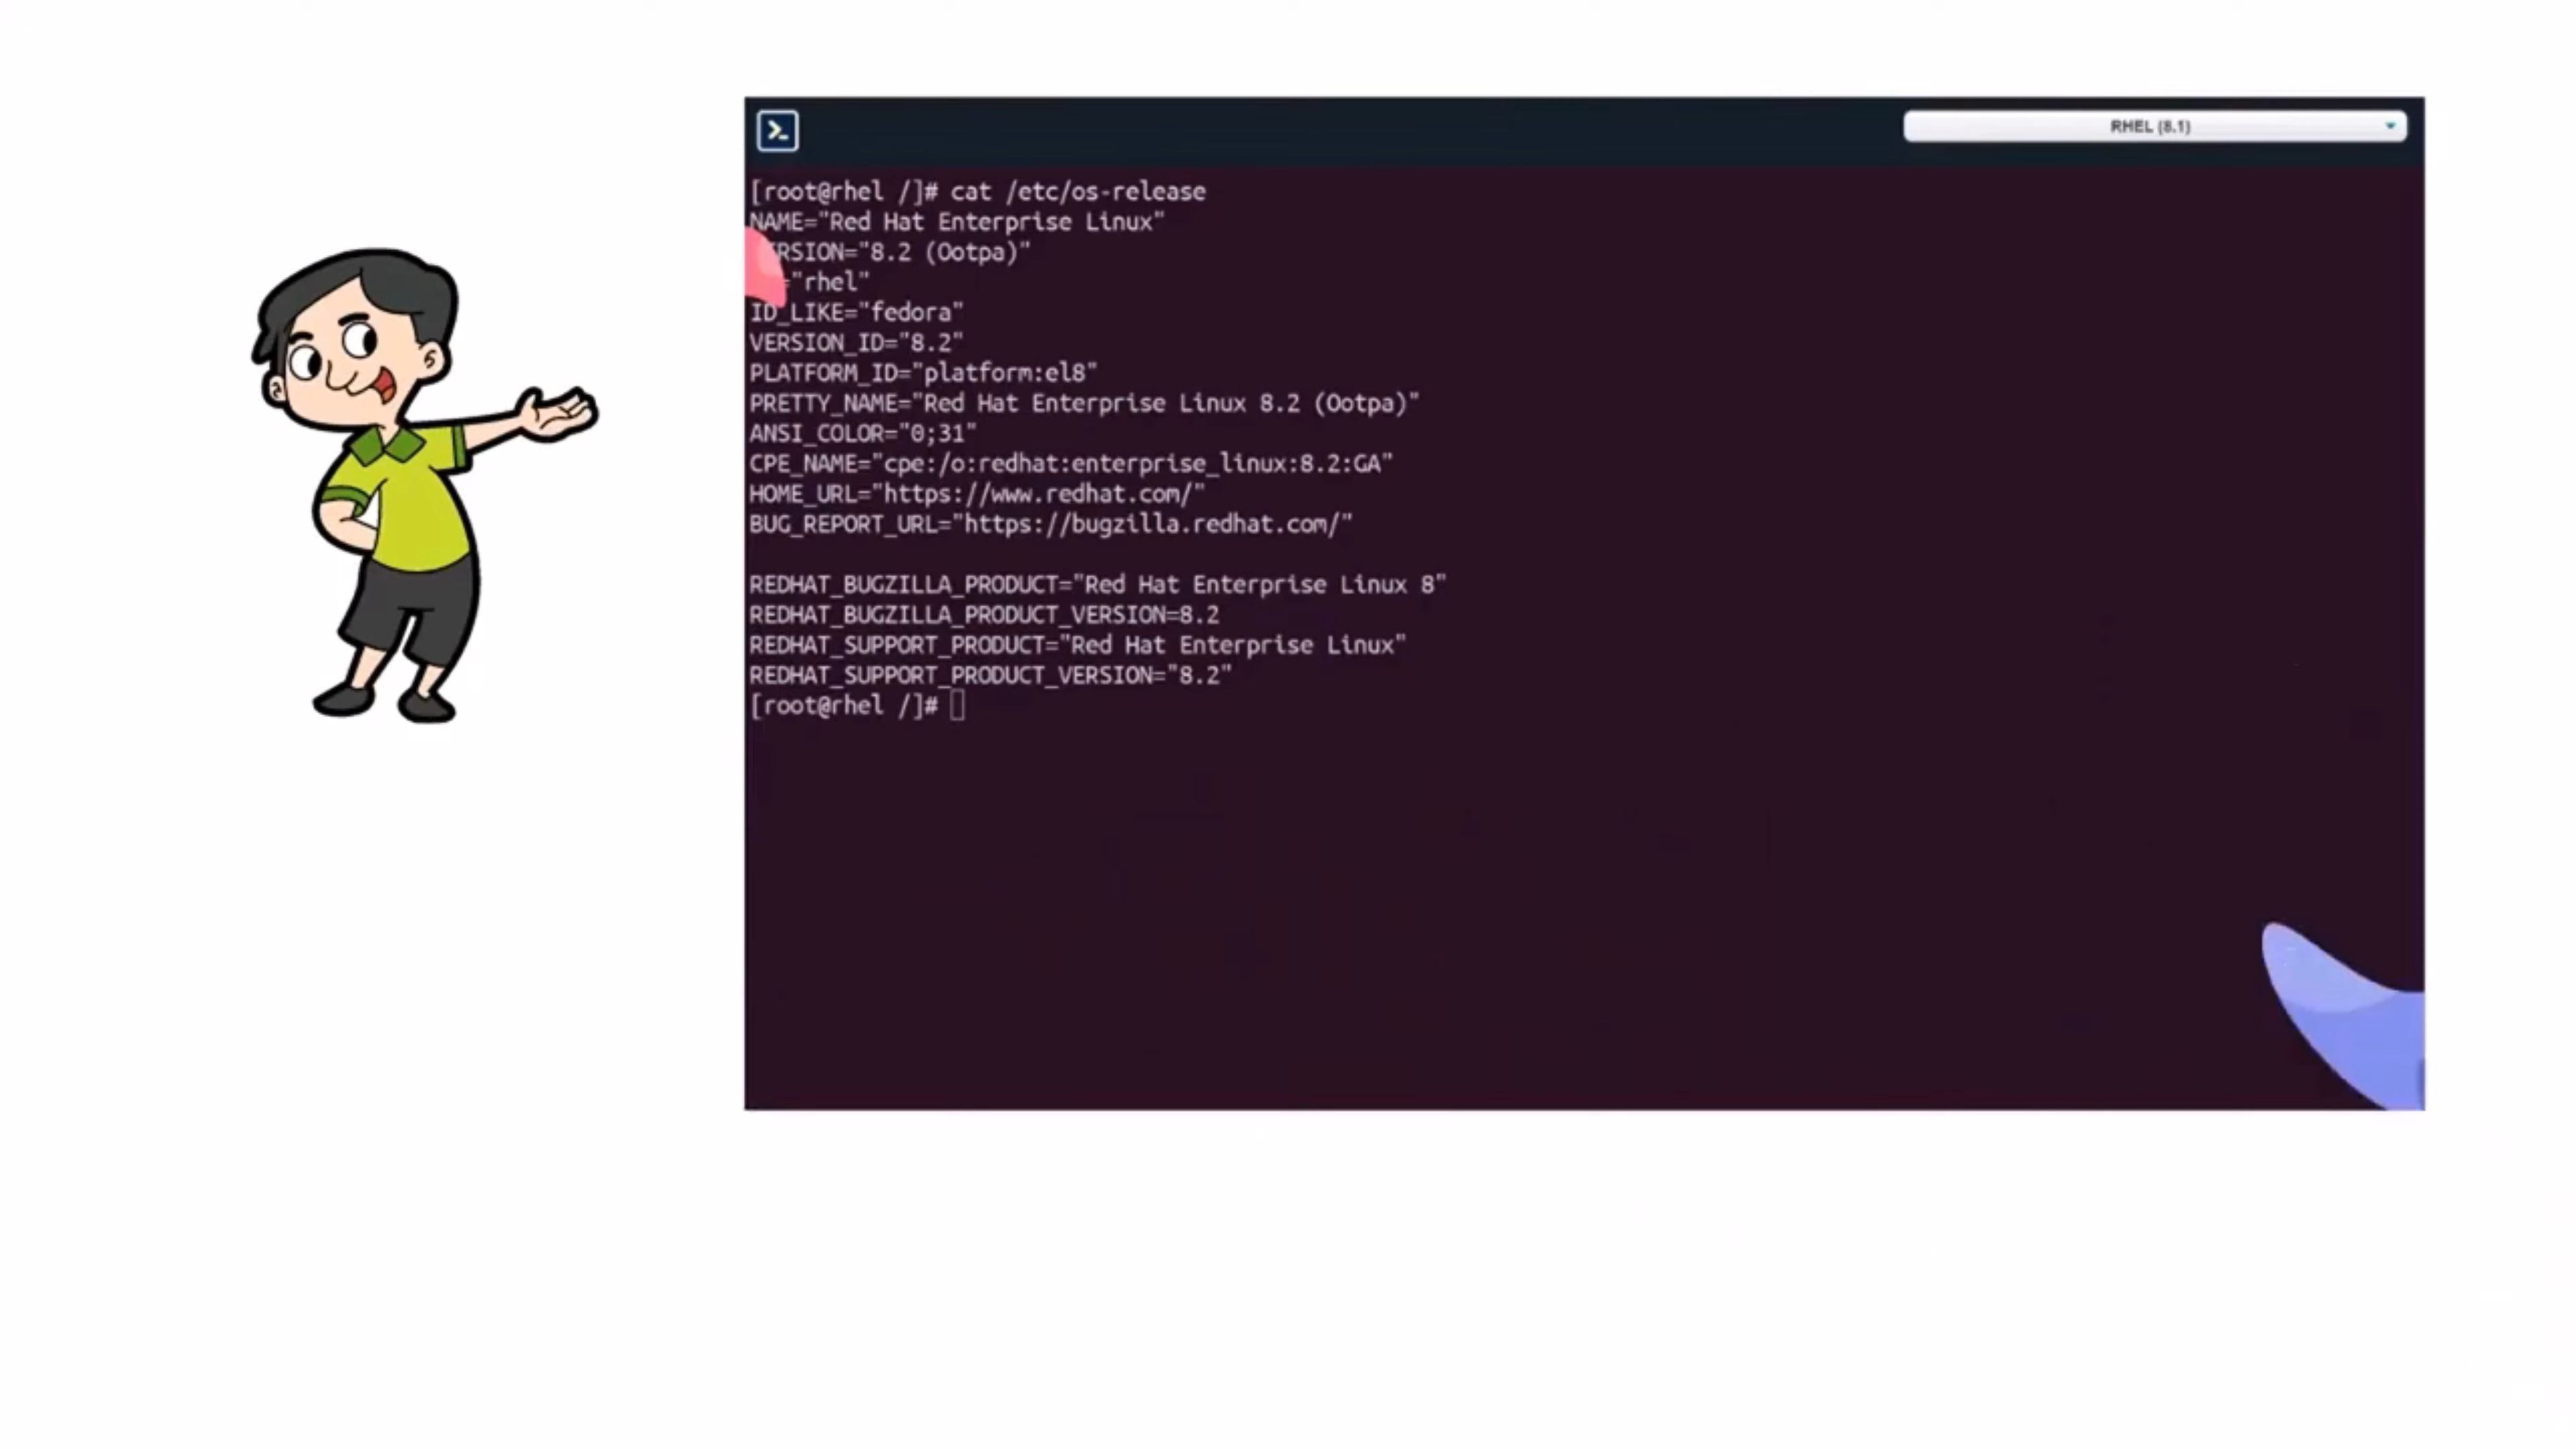 RHEL (8.1)
[root@rhel /]# cat /etc/os-release
NAME="Red Hat Enterprise Linux"
ERSION="8.2 (Ootpa)"
="rhel"
ID_LIKE="fedora"
VERSION_ID="8.2"
PLATFORM_ID="platform:el8"
PRETTY_NAME="Red Hat Enterprise Linux 8.2 (Ootpa)"
ANSI_COLOR="0;31"
CPE_NAME="cpe:/o:redhat:enterprise_linux:8.2:GA"
HOME_URL="https://www.redhat.com/"
BUG_REPORT_URL="https://bugzilla.redhat.com/"
REDHAT_BUGZILLA_PRODUCT="Red Hat Enterprise Linux 8"
REDHAT_BUGZILLA_PRODUCT_VERSION=8.2
REDHAT_SUPPORT_PRODUCT="Red Hat Enterprise Linux"
REDHAT_SUPPORT_PRODUCT_VERSION="8.2"
[root@rhel /]#